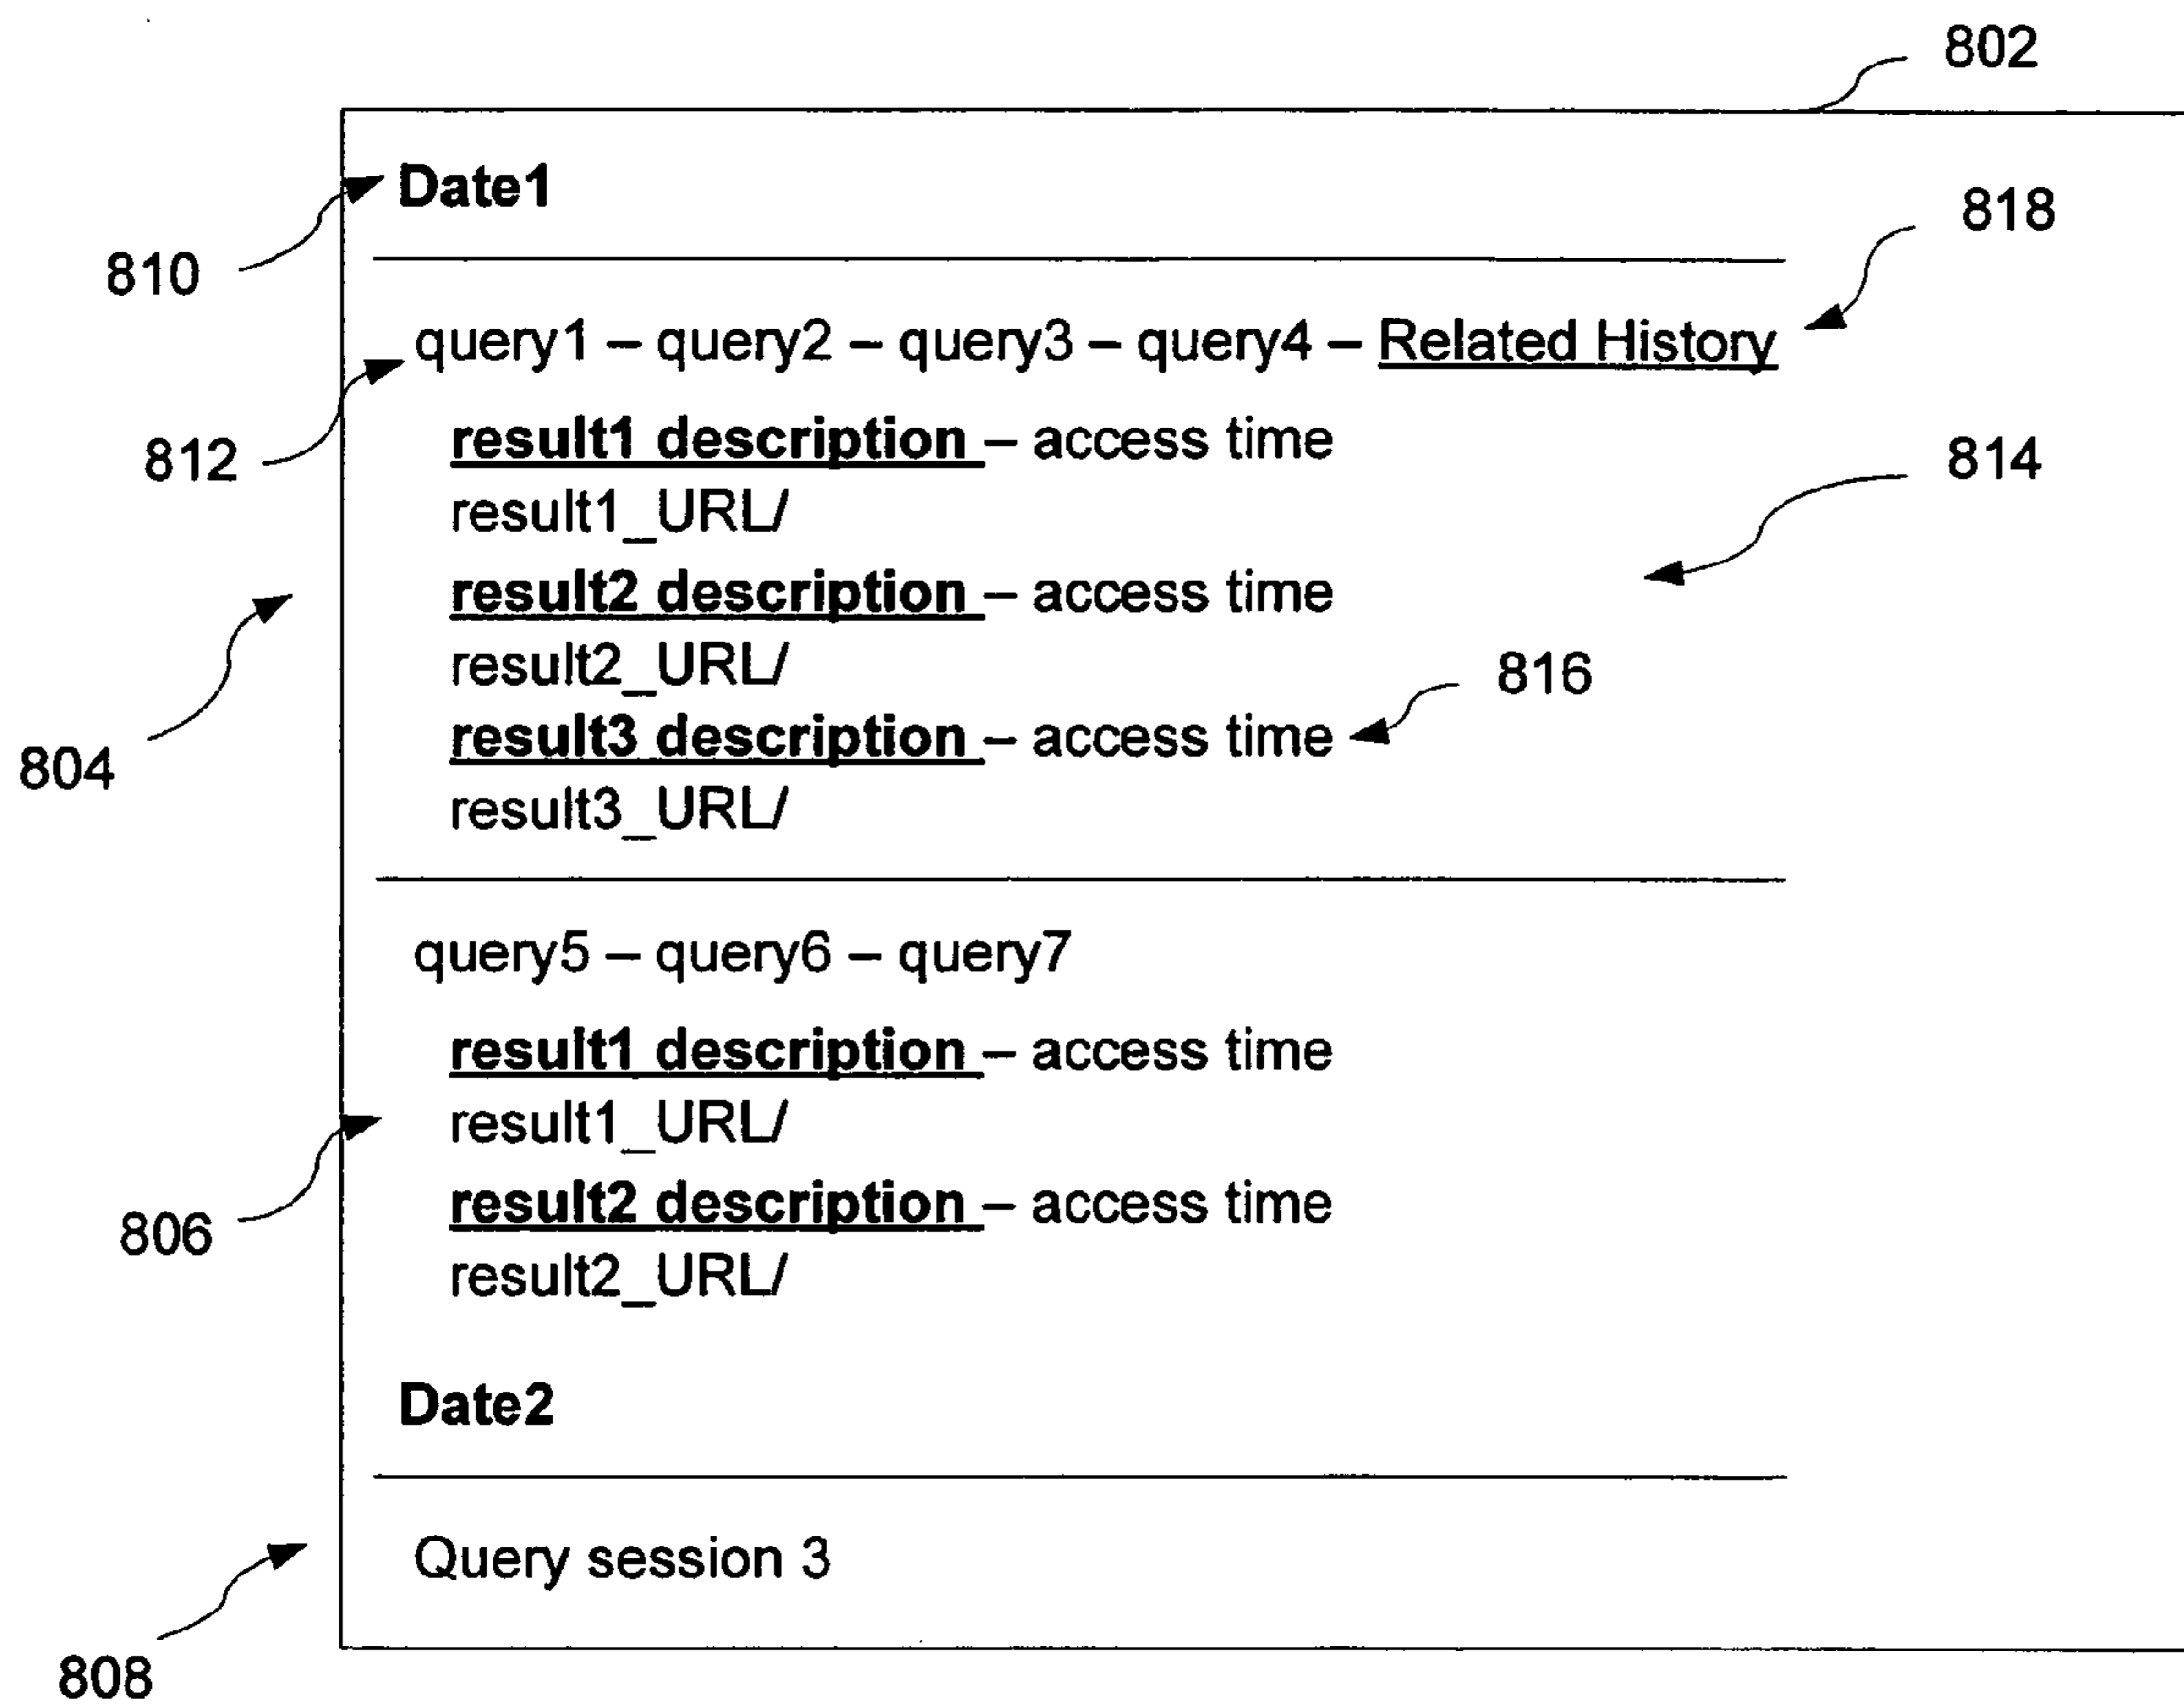 802
Date1
818
810
query1 – query2 – query3 – query4 – Related History
result1 description – access time
812
814
result1_URL/
result2 description – access time
result2_URL/
816
result3 description – access time
804
result3_URL/
query5 – query6 – query7
result1 description – access time
result1_URL/
result2 description – access time
806
result2_URL/
Date2
Query session 3
808